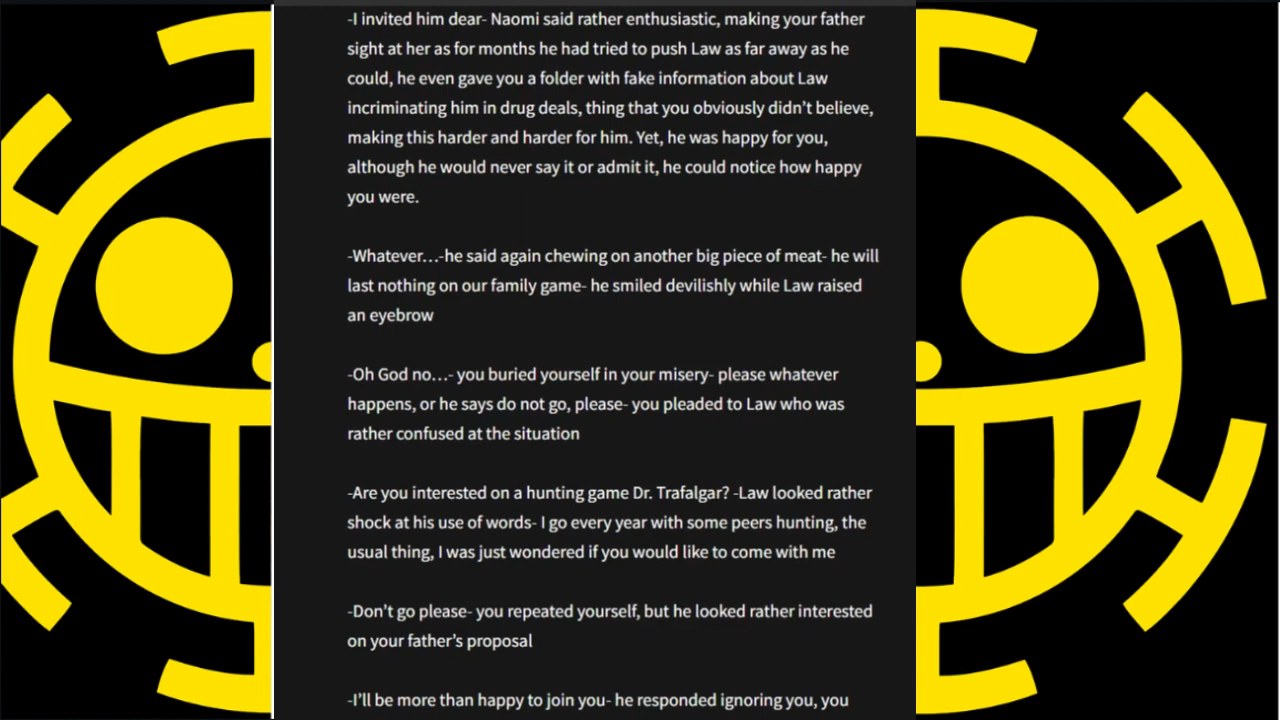 -I invited him dear- Naomi said rather enthusiastic, making your father
sight at her as for months he had tried to push Law as far away as he
could, he even gave you a folder with fake information about Law
incriminating him in drug deals, thing that you obviously didn’t believe,
making this harder and harder for him. Yet, he was happy for you,
although he would never say it or admit it, he could notice how happy
you were.
-Whatever…-he said again chewing on another big piece of meat- he will
last nothing on our family game- he smiled devilishly while Law raised
an eyebrow
-Oh God no…- you buried yourself in your misery- please whatever
happens, or he says do not go, please- you pleaded to Law who was
rather confused at the situation
-Are you interested on a hunting game Dr. Trafalgar? -Law looked rather
shock at his use of words- I go every year with some peers hunting, the
usual thing, I was just wondered if you would like to come with me
-Don’t go please- you repeated yourself, but he looked rather interested
on your father’s proposal
-I’ll be more than happy to join you- he responded ignoring you, you